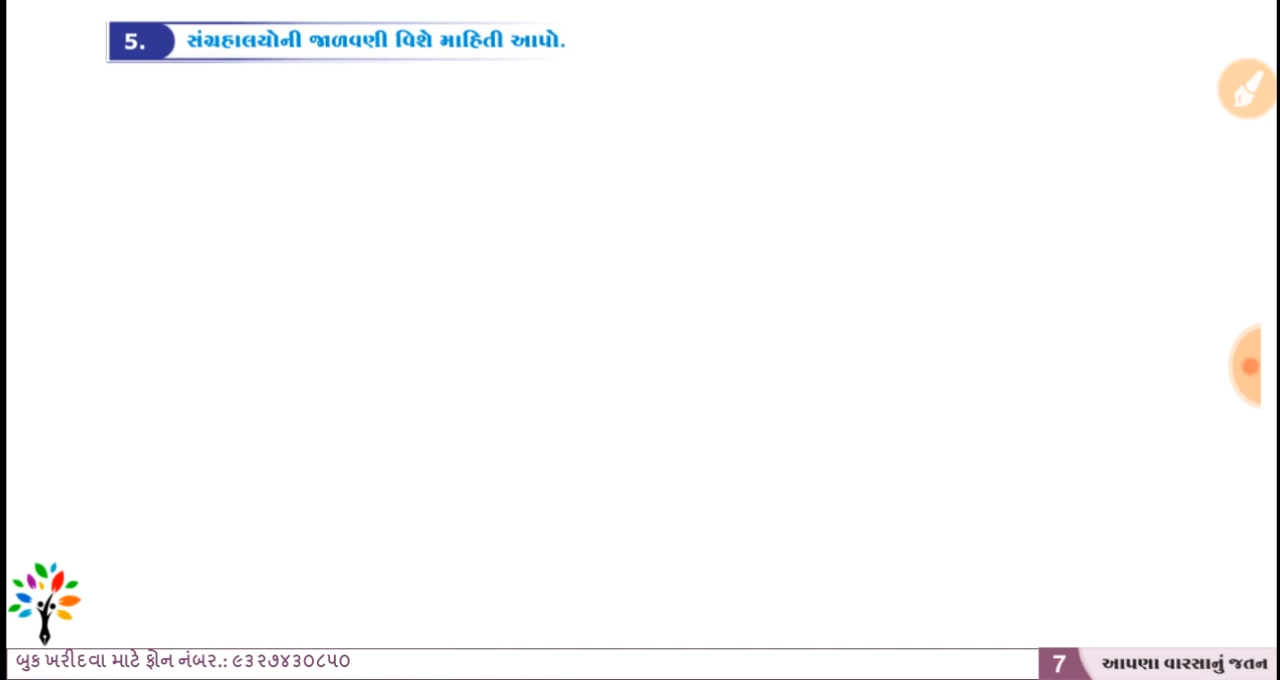 5. સંગ્રહાલયોની જાળવણી વિશે માહિતી આપો.
બુક ખરીદવા માટે ફોન નંબર.: ૯૩૨૭૪૩૦૮૫૦
7 આપણા વારસાનું જતન